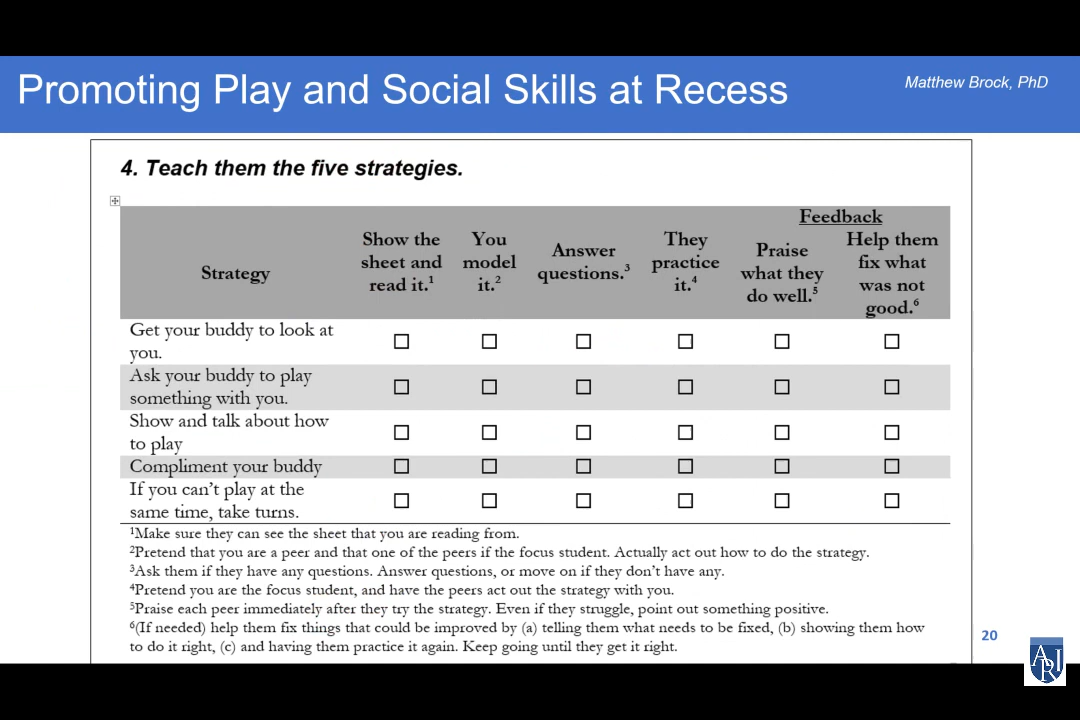 Promoting Play and Social Skills at Recess
Matthew Brock, PhD
4. Teach them the five strategies.
Strategy
Show the
sheet and
read it.¹
You
model
it.²
Answer
questions.³
They
practice
it.⁴
Feedback
Praise
what they
do well.⁵
Help them
fix what
was not
good.⁶
Get your buddy to look at
you.
☐ ☐ ☐ ☐ ☐ ☐
Ask your buddy to play
something with you.
☐ ☐ ☐ ☐ ☐ ☐
Show and talk about how
to play
☐ ☐ ☐ ☐ ☐ ☐
Compliment your buddy
☐ ☐ ☐ ☐ ☐ ☐
If you can’t play at the
same time, take turns.
☐ ☐ ☐ ☐ ☐ ☐
¹Make sure they can see the sheet that you are reading from.
²Pretend that you are a peer and that one of the peers if the focus student. Actually act out how to do the strategy.
³Ask them if they have any questions. Answer questions, or move on if they don’t have any.
⁴Pretend you are the focus student, and have the peers act out the strategy with you.
⁵Praise each peer immediately after they try the strategy. Even if they struggle, point out something positive.
⁶(If needed) help them fix things that could be improved by (a) telling them what needs to be fixed, (b) showing them how
to do it right, (c) and having them practice it again. Keep going until they get it right.
20
ARI